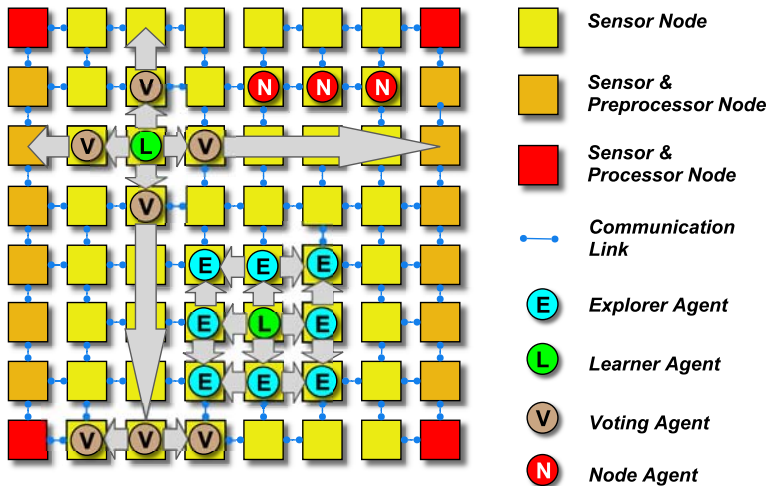 Sensor Node
V
N N N
Sensor &
Preprocessor Node
V L V
Sensor &
Processor Node
V
Communication
Link
E E E
E Explorer Agent
E L E
L Learner Agent
E E E
V Voting Agent
V V V
N Node Agent